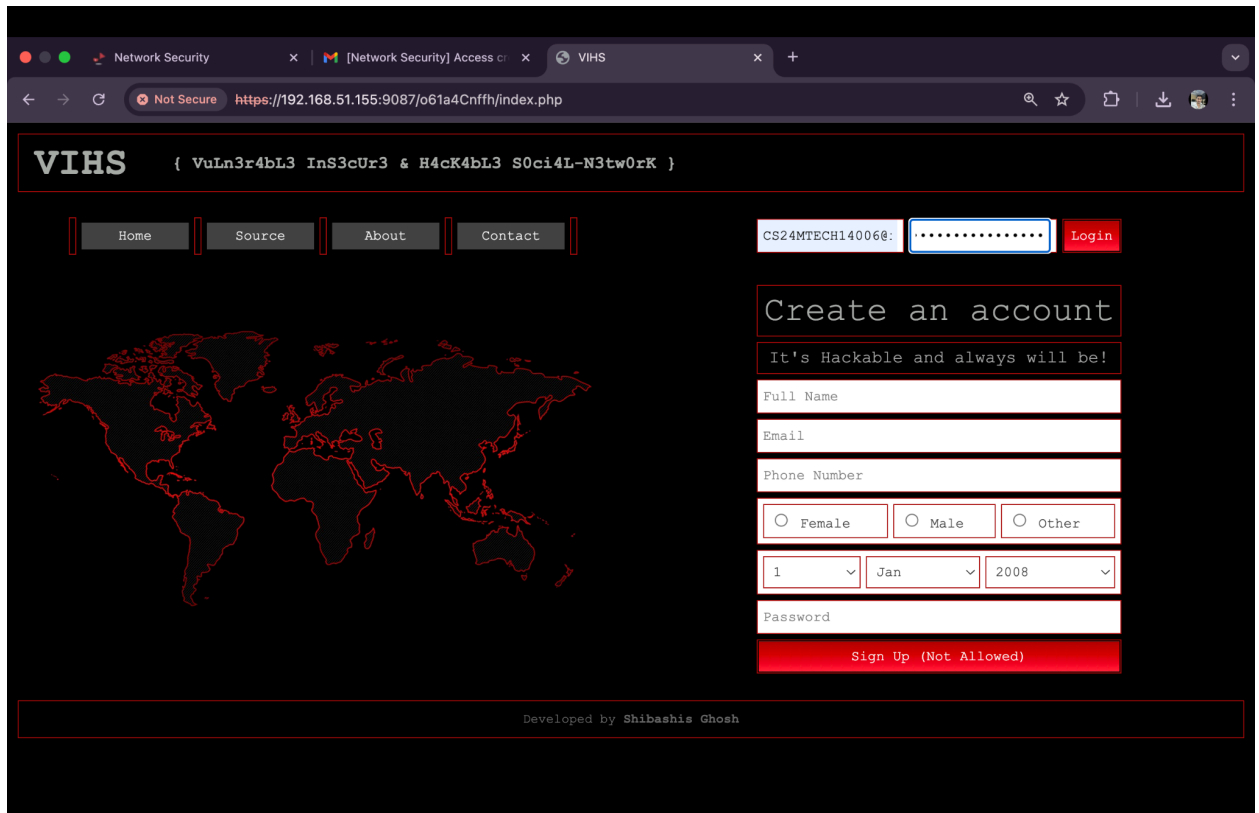 Network Security
[Network Security] Access cr
VIHS
Not Secure https://192.168.51.155:9087/o61a4Cnffh/index.php
VIHS { VuLn3r4bL3 InS3cUr3 & H4cK4bL3 S0ci4L-N3tw0rK }
Home Source About Contact
CS24MTECH14006@: ················ Login
Create an account
It's Hackable and always will be!
Full Name
Email
Phone Number
Female Male Other
1 Jan 2008
Password
Sign Up (Not Allowed)
Developed by Shibashis Ghosh